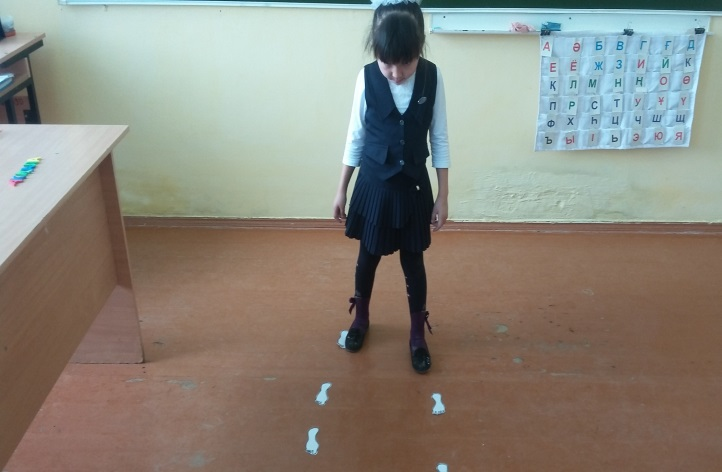 А Ә Б В Г Ғ Д
Е Ё Ж З И Й К
Қ Л М Н Ң О Ө
П Р С Т У Ұ Ү
Ф Х Һ Ц Ч Ш Щ
Ъ Ы І Ь Э Ю Я